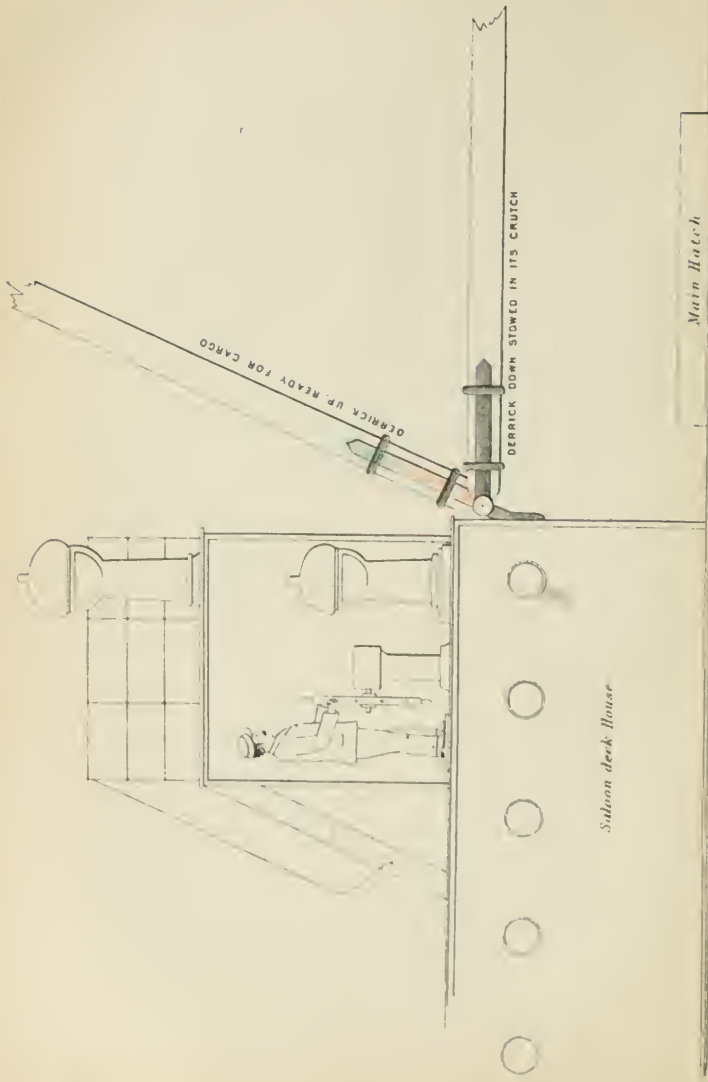 DERRICK UP, READY FOR CARGO
DERRICK DOWN STOWED IN ITS CRUTCH
Main Hatch
Saloon deck House